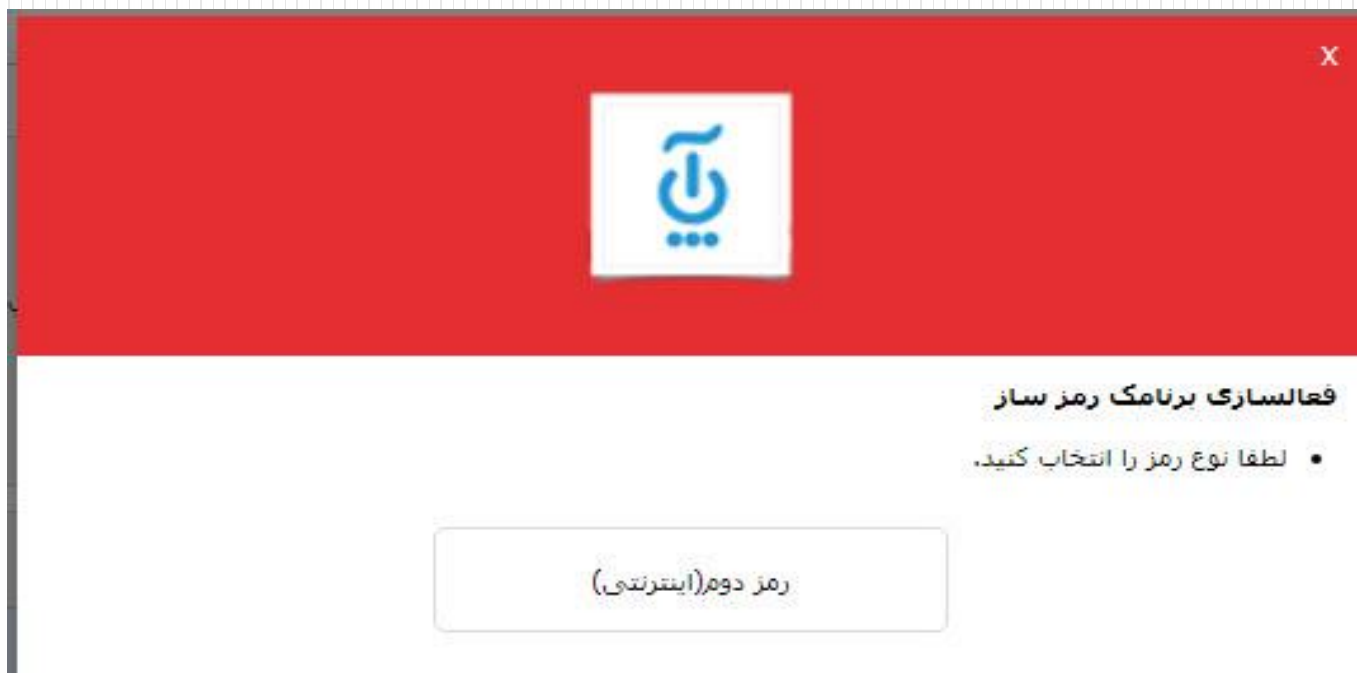 X
آپ
فعالسازی برنامک رمز ساز
• لطفا نوع رمز را انتخاب کنید.
رمز دوم(اینترنتی)